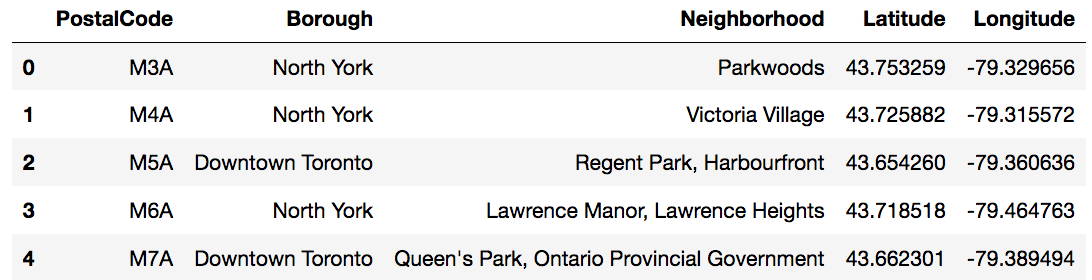 PostalCode Borough Neighborhood Latitude Longitude
0 M3A North York Parkwoods 43.753259 -79.329656
1 M4A North York Victoria Village 43.725882 -79.315572
2 M5A Downtown Toronto Regent Park, Harbourfront 43.654260 -79.360636
3 M6A North York Lawrence Manor, Lawrence Heights 43.718518 -79.464763
4 M7A Downtown Toronto Queen's Park, Ontario Provincial Government 43.662301 -79.389494